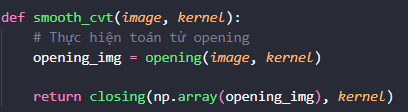 def smooth_cvt(image, kernel):
    # Thực hiện toán tử opening
    opening_img = opening(image, kernel)
    return closing(np.array(opening_img), kernel)